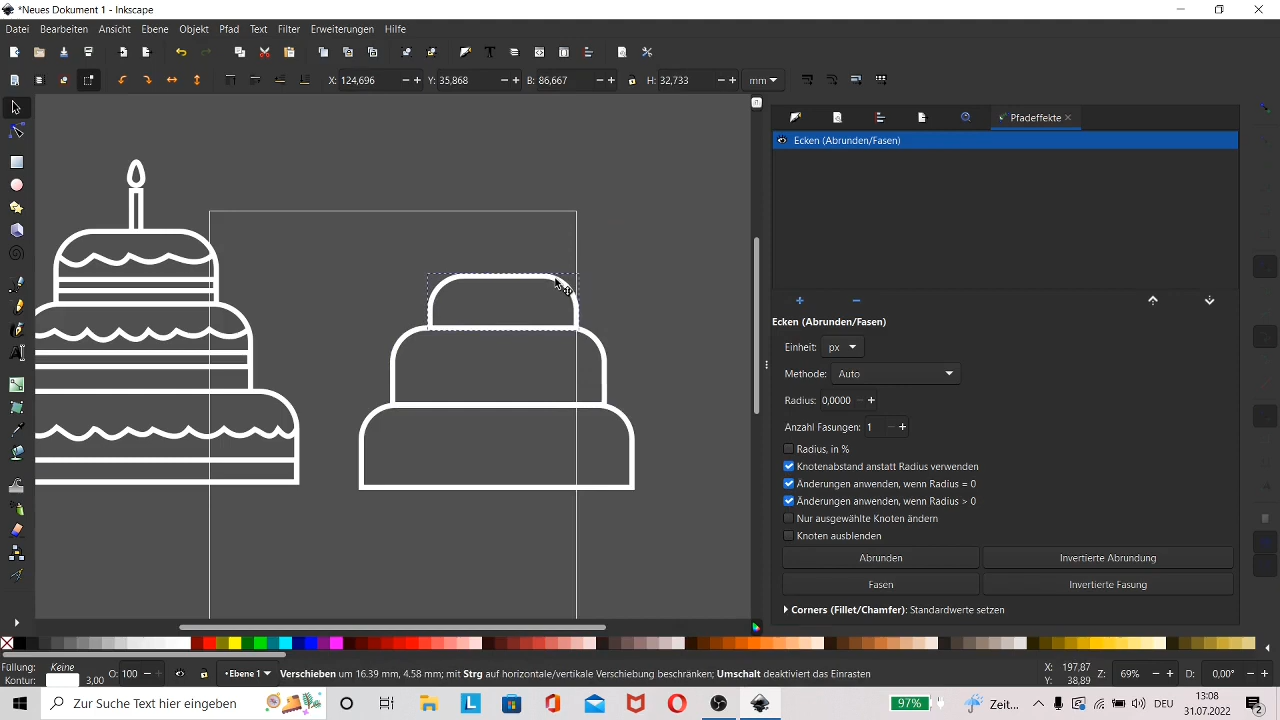 *Neues Dokument 1 - Inkscape
Datei Bearbeiten Ansicht Ebene Objekt Pfad Text Filter Erweiterungen Hilfe
X: 124,696 Y: 35,868 B: 86,667 H: 32,733 mm
Pfadeffekte
Ecken (Abrunden/Fasen)
Ecken (Abrunden/Fasen)
Einheit: px
Methode: Auto
Radius: 0,0000
Anzahl Fasungen: 1
Radius, in %
Knotenabstand anstatt Radius verwenden
Änderungen anwenden, wenn Radius = 0
Änderungen anwenden, wenn Radius > 0
Nur ausgewählte Knoten ändern
Knoten ausblenden
Abrunden Invertierte Abrundung
Fasen Invertierte Fasung
Corners (Fillet/Chamfer): Standardwerte setzen
Füllung: Keine
Kontur: 3,00 O: 100 •Ebene 1 Verschieben um 16.39 mm, 4.58 mm; mit Strg auf horizontale/vertikale Verschiebung beschränken; Umschalt deaktiviert das Einrasten X: 197,87 Y: 38,89 Z: 69% D: 0,00°
Zur Suche Text hier eingeben 97% Zeit... DEU 13:08
31.07.2022 2